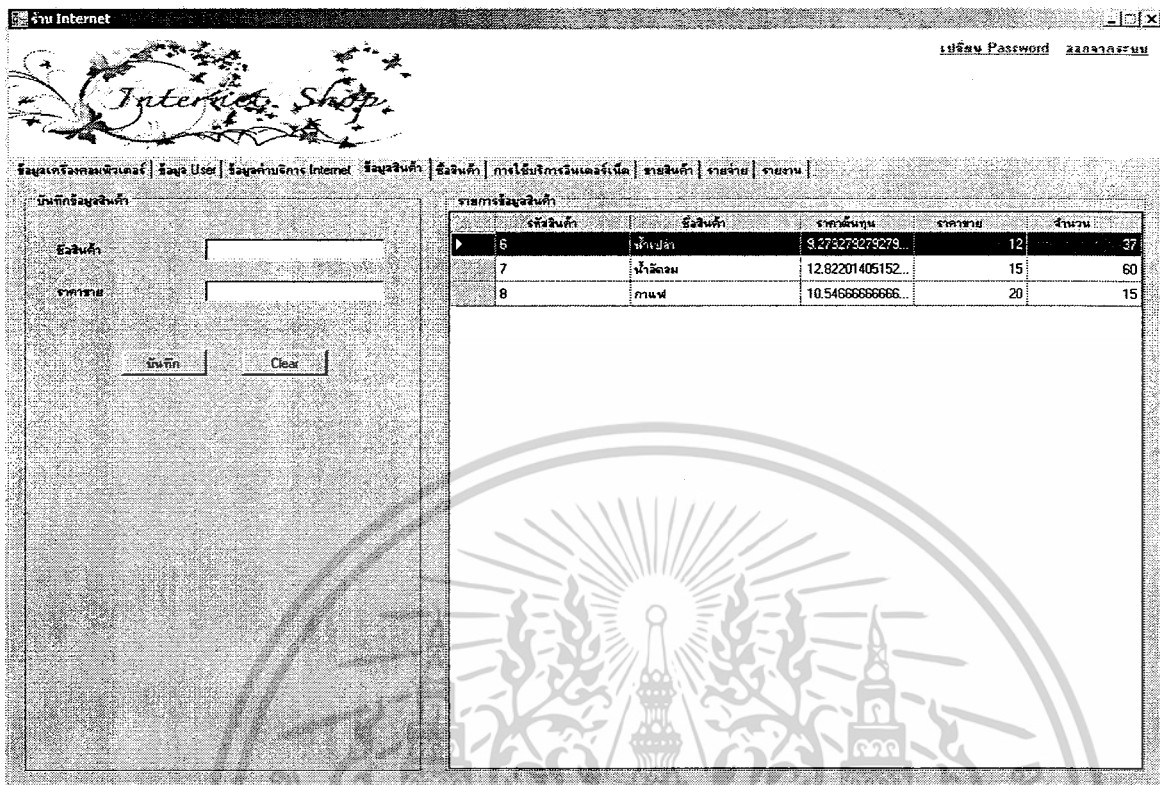 ร้าน Internet
เปลี่ยน Password ออกจากระบบ
Internet Shop
ข้อมูลเครื่องคอมพิวเตอร์ ข้อมูล User ข้อมูลค่าบริการ Internet ข้อมูลสินค้า ซื้อสินค้า การใช้บริการอินเตอร์เน็ต ขายสินค้า รายจ่าย รายงาน
บันทึกข้อมูลสินค้า
ชื่อสินค้า
ราคาขาย
บันทึก Clear
รายการข้อมูลสินค้า
รหัสสินค้า ชื่อสินค้า ราคาต้นทุน ราคาขาย จำนวน
6 น้ำเปล่า 9.279279279279... 12 37
7 น้ำอัดลม 12.82201405152... 15 60
8 กาแฟ 10.54666666666... 20 15